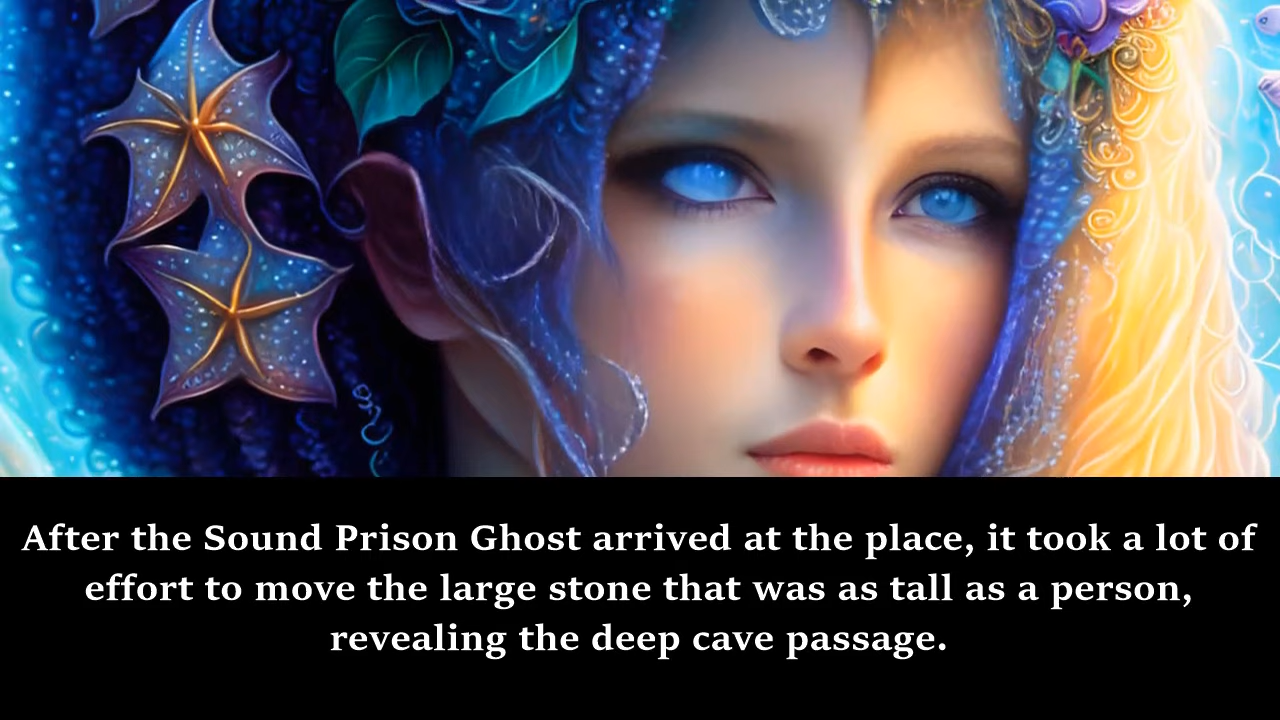 After the Sound Prison Ghost arrived at the place, it took a lot of
effort to move the large stone that was as tall as a person,
revealing the deep cave passage.